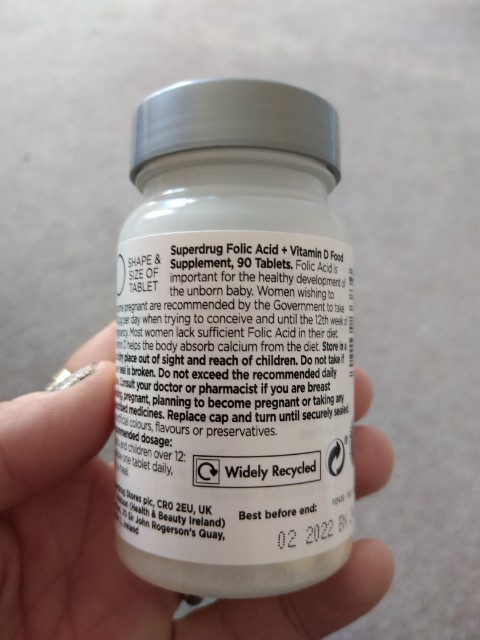 SHAPE &
SIZE OF
TABLET
Superdrug Folic Acid + Vitamin D Food
Supplement, 90 Tablets. Folic Acid is
important for the healthy development of
the unborn baby. Women wishing to
pregnant are recommended by the Government to take
per day when trying to conceive and until the 12th week of
Most women lack sufficient Folic Acid in their diet.
D helps the body absorb calcium from the diet. Store in a
place out of sight and reach of children. Do not take if
seal is broken. Do not exceed the recommended daily
Consult your doctor or pharmacist if you are breast
pregnant, planning to become pregnant or taking any
medicines. Replace cap and turn until securely sealed.
colours, flavours or preservatives.
dosage:
and children over 12:
one tablet daily,
Widely Recycled
Stores plc, CR0 2EU, UK
(Health & Beauty Ireland)
Sir John Rogerson's Quay,
Ireland
Best before end:
02 2022 BN